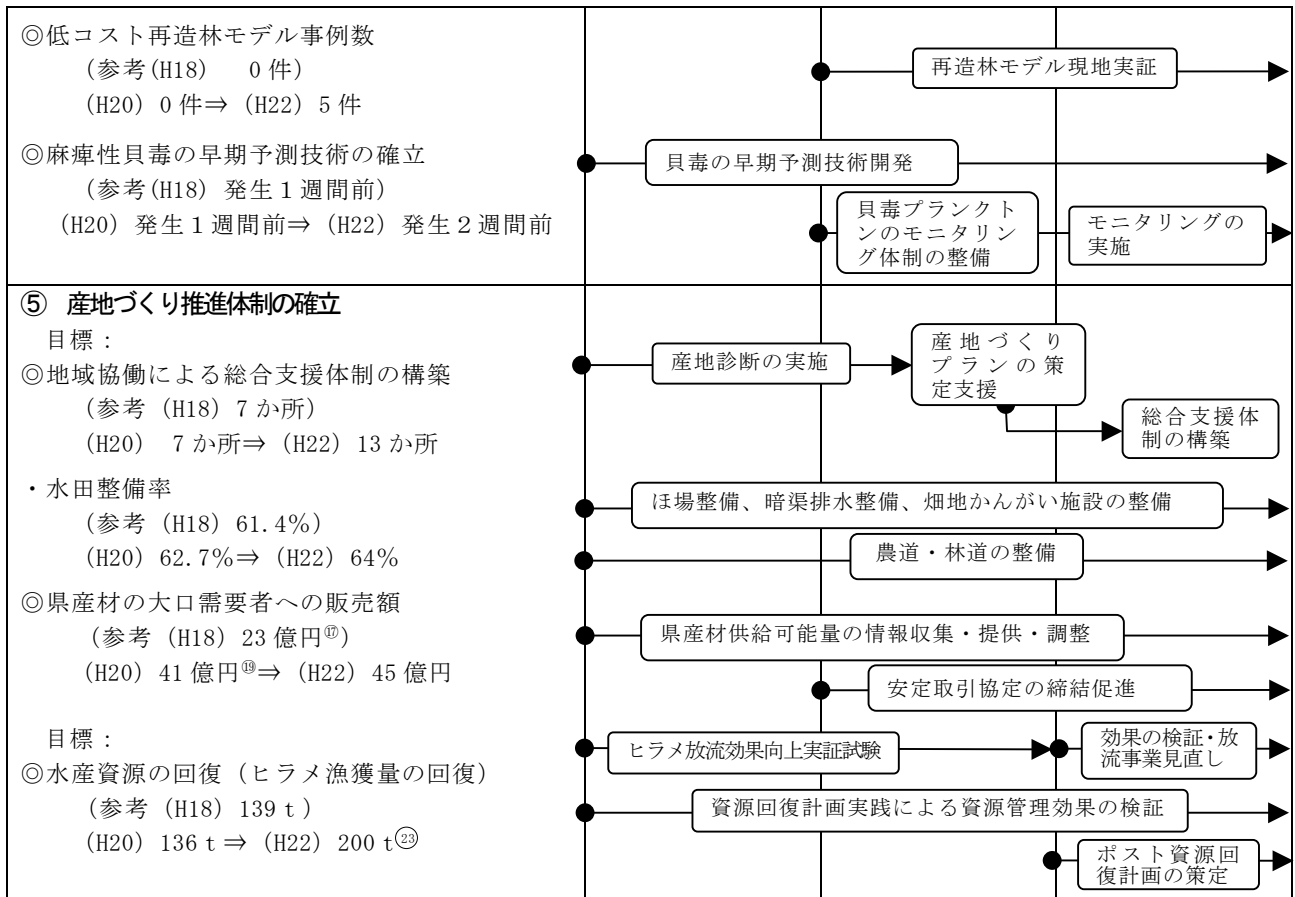 ◎低コスト再造林モデル事例数
(参考(H18) 0件)
(H20) 0件⇒ (H22) 5件
再造林モデル現地実証
◎麻痺性貝毒の早期予測技術の確立
(参考(H18) 発生1週間前)
(H20) 発生1週間前⇒ (H22) 発生2週間前
貝毒の早期予測技術開発
貝毒プランクト
ンのモニタリン
グ体制の整備
モニタリングの
実施
⑤ 産地づくり推進体制の確立
目標:
◎地域協働による総合支援体制の構築
(参考 (H18) 7か所)
(H20) 7か所⇒ (H22) 13か所
産地診断の実施
産地づくり
プランの策
定支援
総合支援体
制の構築
・水田整備率
(参考 (H18) 61.4%)
(H20) 62.7%⇒ (H22) 64%
ほ場整備、暗渠排水整備、畑地かんがい施設の整備
農道・林道の整備
◎県産材の大口需要者への販売額
(参考 (H18) 23億円⑰)
(H20) 41億円⑲⇒ (H22) 45億円
県産材供給可能量の情報収集・提供・調整
安定取引協定の締結促進
目標:
◎水産資源の回復(ヒラメ漁獲量の回復)
(参考 (H18) 139t)
(H20) 136t⇒ (H22) 200t㉓
ヒラメ放流効果向上実証試験
効果の検証・放
流事業見直し
資源回復計画実践による資源管理効果の検証
ポスト資源回
復計画の策定